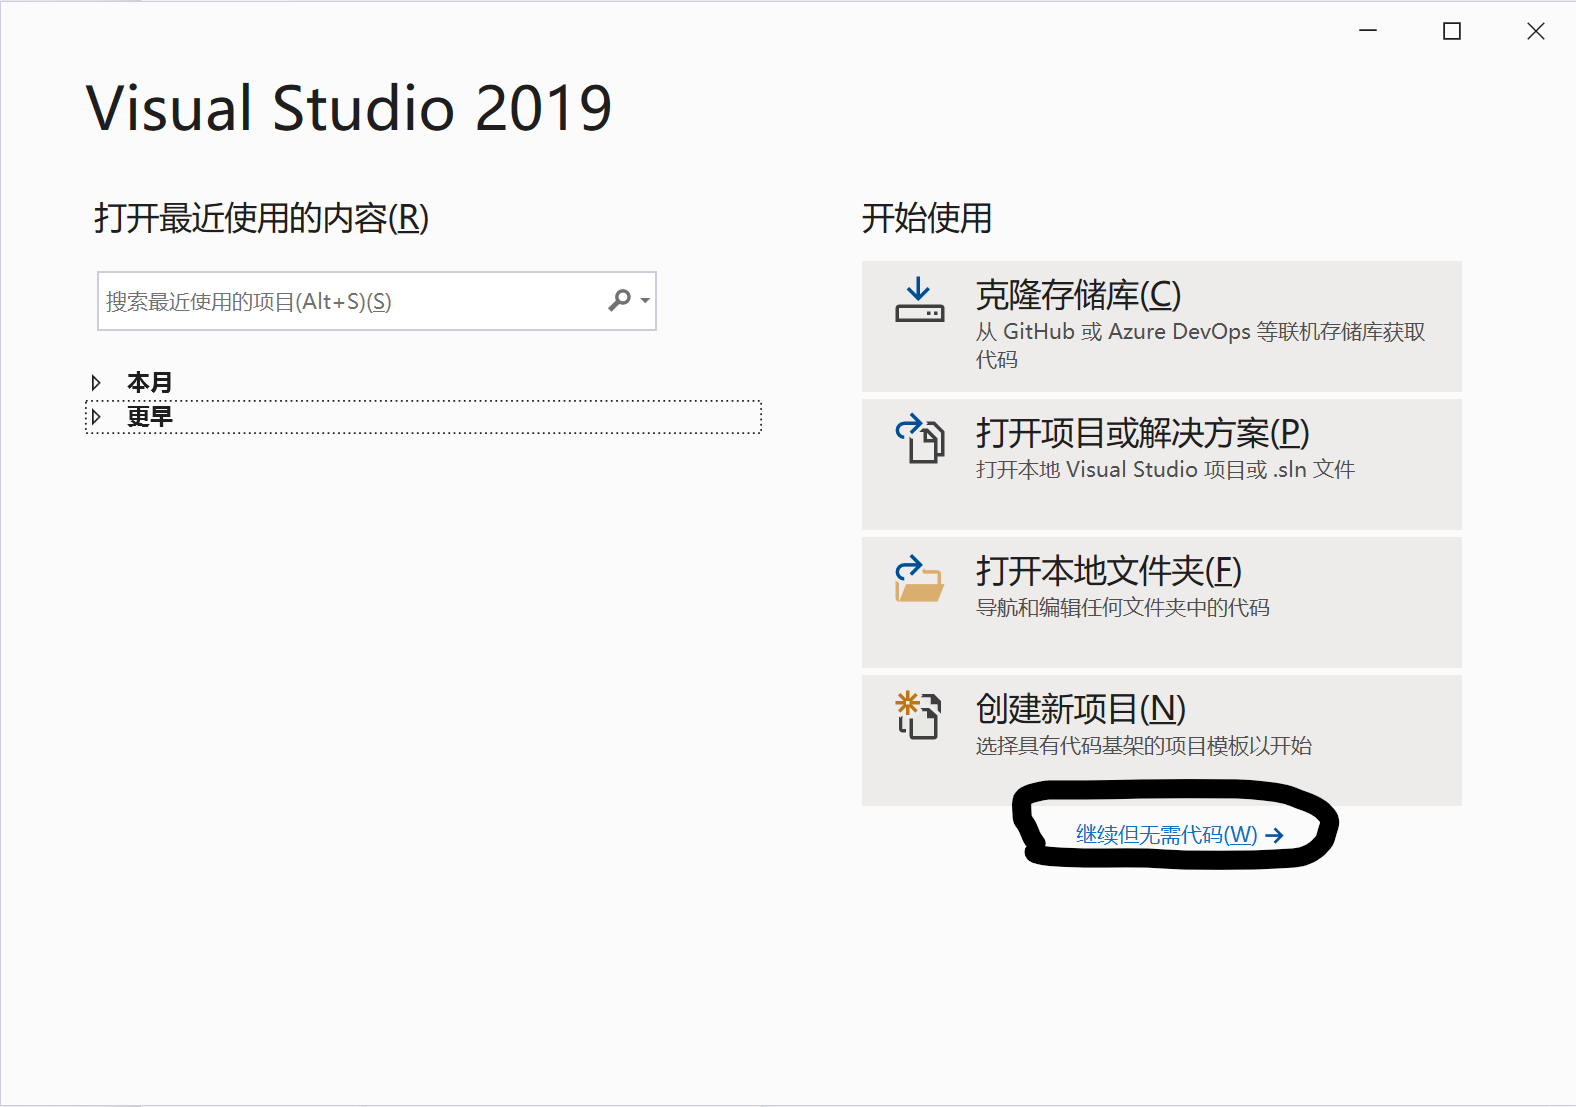 Visual Studio 2019
打开最近使用的内容(R)
搜索最近使用的项目(Alt+S)(S)
本月
更早
开始使用
克隆存储库(C)
从 GitHub 或 Azure DevOps 等联机存储库获取
代码
打开项目或解决方案(P)
打开本地 Visual Studio 项目或 .sln 文件
打开本地文件夹(F)
导航和编辑任何文件夹中的代码
创建新项目(N)
选择具有代码基架的项目模板以开始
继续但无需代码(W) →